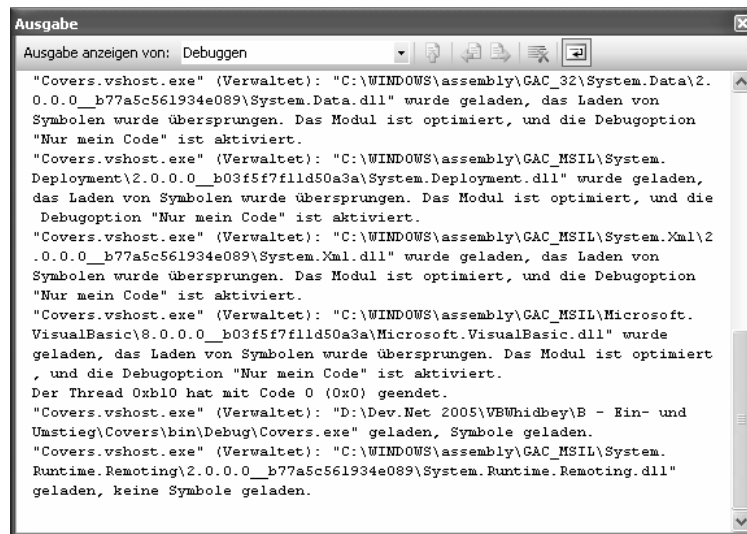 Ausgabe
Ausgabe anzeigen von: Debuggen
"Covers.vshost.exe" (Verwaltet): "C:\WINDOWS\assembly\GAC_32\System.Data\2.
0.0.0__b77a5c561934e089\System.Data.dll" wurde geladen, das Laden von
Symbolen wurde übersprungen. Das Modul ist optimiert, und die Debugoption
"Nur mein Code" ist aktiviert.
"Covers.vshost.exe" (Verwaltet): "C:\WINDOWS\assembly\GAC_MSIL\System.
Deployment\2.0.0.0__b03f5f7f11d50a3a\System.Deployment.dll" wurde geladen,
das Laden von Symbolen wurde übersprungen. Das Modul ist optimiert, und die
Debugoption "Nur mein Code" ist aktiviert.
"Covers.vshost.exe" (Verwaltet): "C:\WINDOWS\assembly\GAC_MSIL\System.Xml\2
.0.0.0__b77a5c561934e089\System.Xml.dll" wurde geladen, das Laden von
Symbolen wurde übersprungen. Das Modul ist optimiert, und die Debugoption
"Nur mein Code" ist aktiviert.
"Covers.vshost.exe" (Verwaltet): "C:\WINDOWS\assembly\GAC_MSIL\Microsoft.
VisualBasic\8.0.0.0__b03f5f7f11d50a3a\Microsoft.VisualBasic.dll" wurde
geladen, das Laden von Symbolen wurde übersprungen. Das Modul ist optimiert
, und die Debugoption "Nur mein Code" ist aktiviert.
Der Thread 0xb10 hat mit Code 0 (0x0) geendet.
"Covers.vshost.exe" (Verwaltet): "D:\Dev.Net 2005\VBWhidbey\B - Ein- und
Umstieg\Covers\bin\Debug\Covers.exe" geladen, Symbole geladen.
"Covers.vshost.exe" (Verwaltet): "C:\WINDOWS\assembly\GAC_MSIL\System.
Runtime.Remoting\2.0.0.0__b77a5c561934e089\System.Runtime.Remoting.dll"
geladen, keine Symbole geladen.